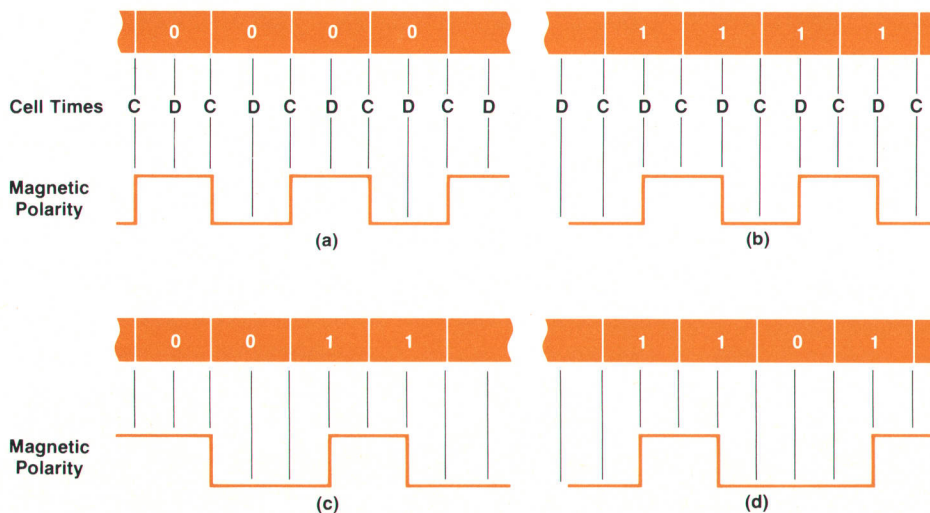 0 0 0 0
1 1 1 1
Cell Times C D C D C D C D C D
D C D C D C D C D C
Magnetic
Polarity
(a)
(b)
0 0 1 1
1 1 0 1
Magnetic
Polarity
(c)
(d)